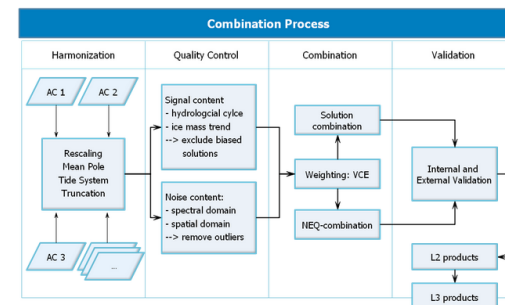 Combination Process
Harmonization
Quality Control
Combination
Validation
AC 1
AC 2
Rescaling
Mean Pole
Tide System
Truncation
AC 3
...
Signal content
- hydrologcial cylce
- ice mass trend
--> exclude biased
solutions
Noise content:
- spectral domain
- spatial domain
--> remove outliers
Solution
combination
Weighting: VCE
NEQ-combination
Internal and
External Validation
L2 products
L3 products